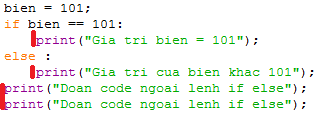 bien = 101;
if bien == 101:
    print("Gia tri bien = 101");
else :
    print("Gia tri cua bien khac 101");
print("Doan code ngoai lenh if else");
print("Doan code ngoai lenh if else");